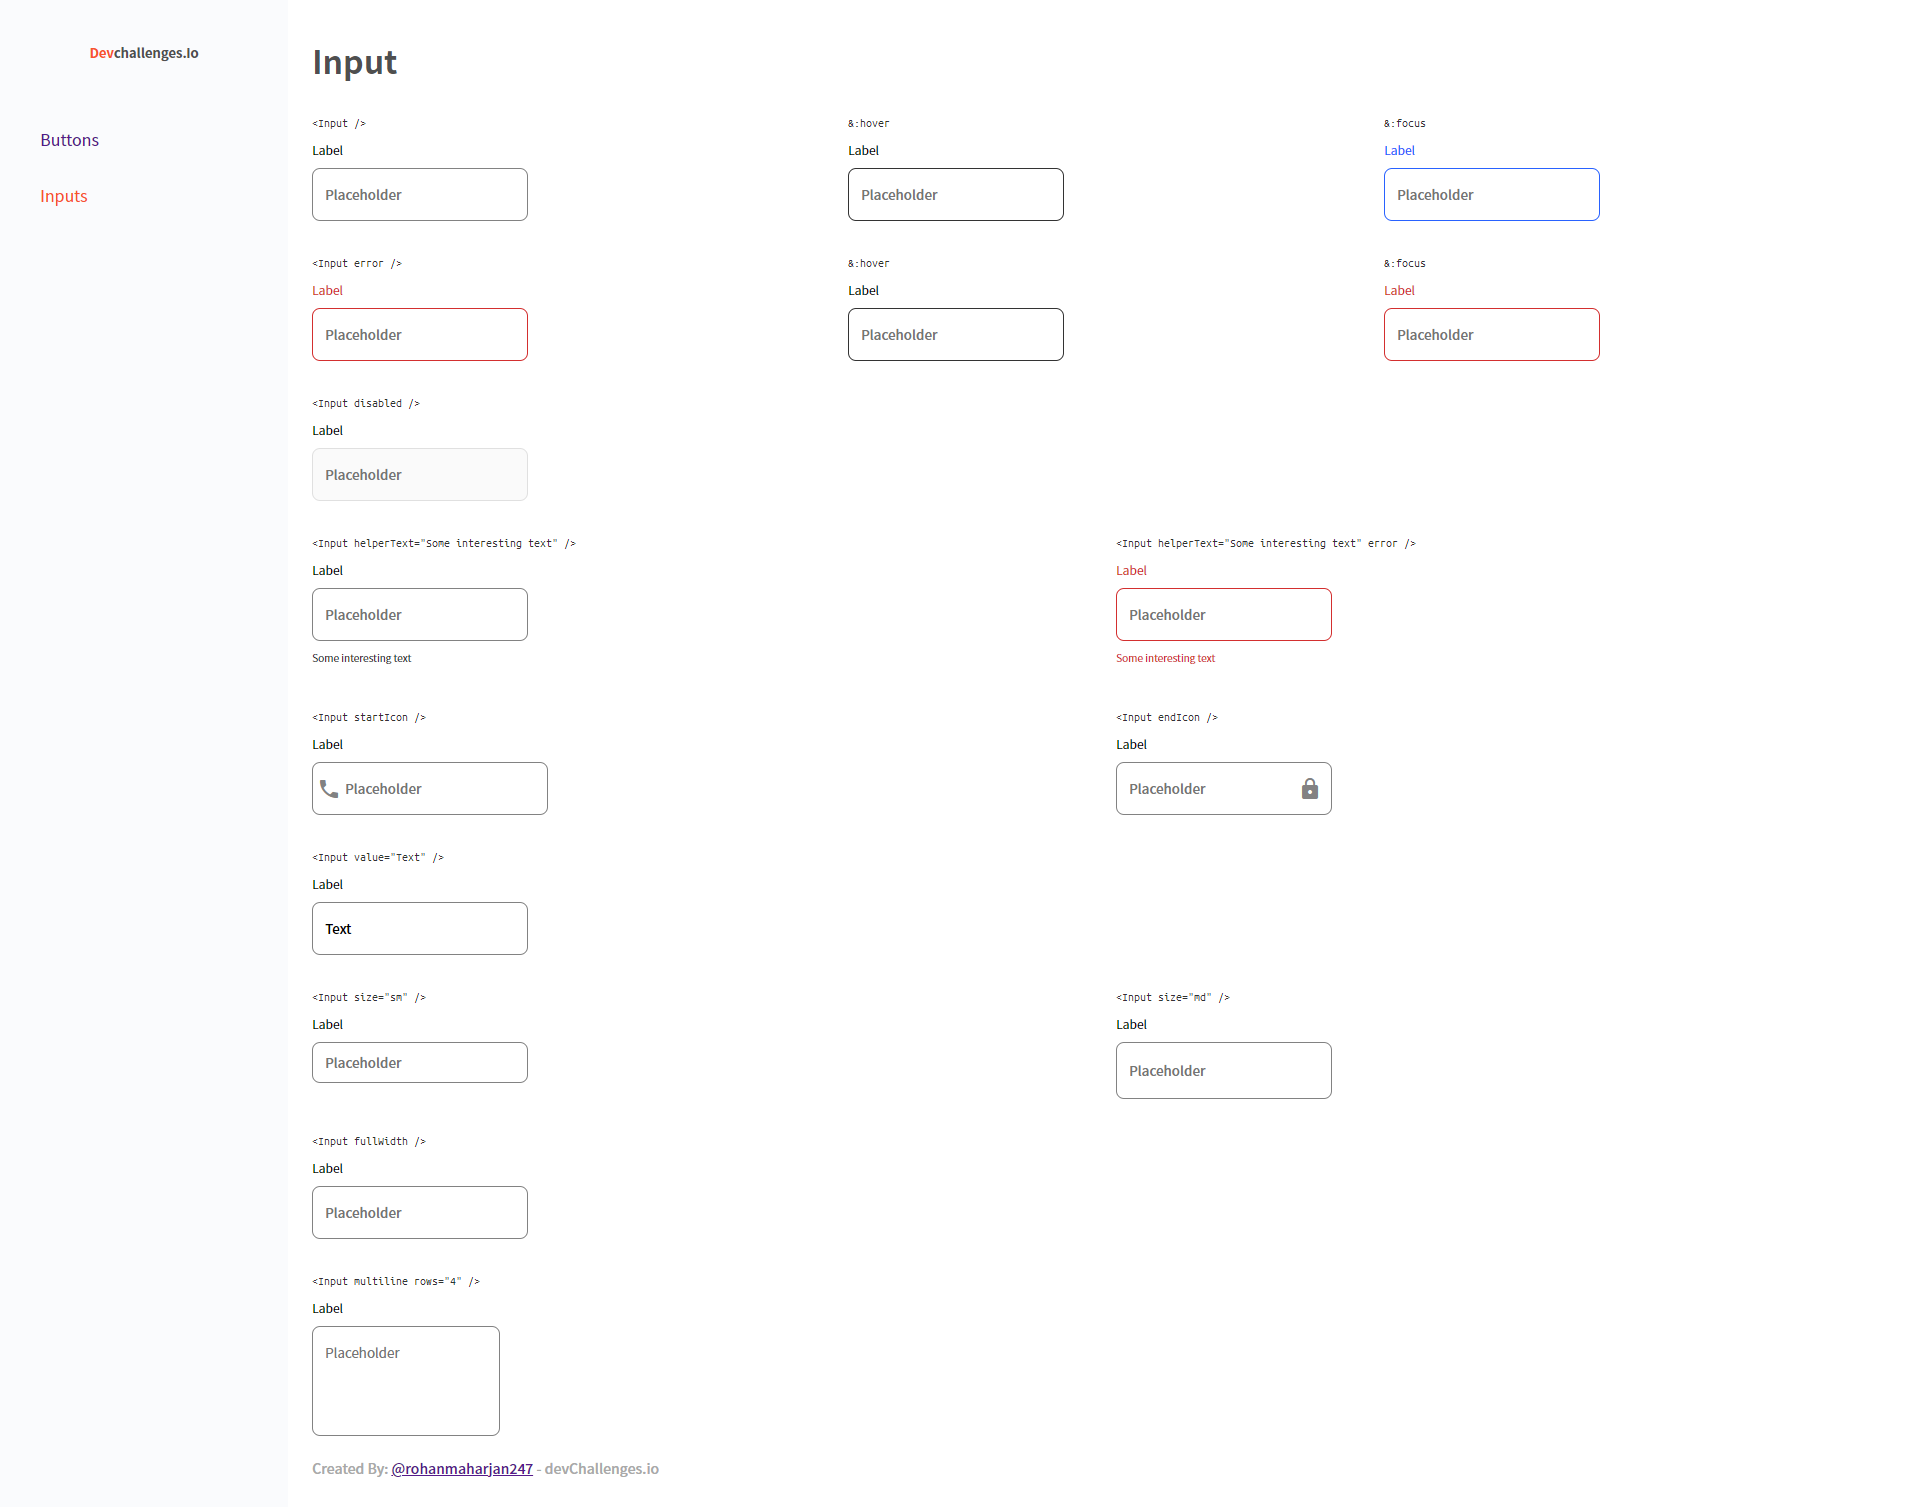 Devchallenges.Io
Buttons
Inputs
Input
<Input />
&:hover
&:focus
Label
Label
Label
Placeholder
Placeholder
Placeholder
<Input error />
&:hover
&:focus
Label
Label
Label
Placeholder
Placeholder
Placeholder
<Input disabled />
Label
Placeholder
<Input helperText="Some interesting text" />
<Input helperText="Some interesting text" error />
Label
Label
Placeholder
Placeholder
Some interesting text
Some interesting text
<Input startIcon />
<Input endIcon />
Label
Label
Placeholder
Placeholder
<Input value="Text" />
Label
Text
<Input size="sm" />
<Input size="md" />
Label
Label
Placeholder
Placeholder
<Input fullWidth />
Label
Placeholder
<Input multiline rows="4" />
Label
Placeholder
Created By: @rohanmaharjan247 - devChallenges.io